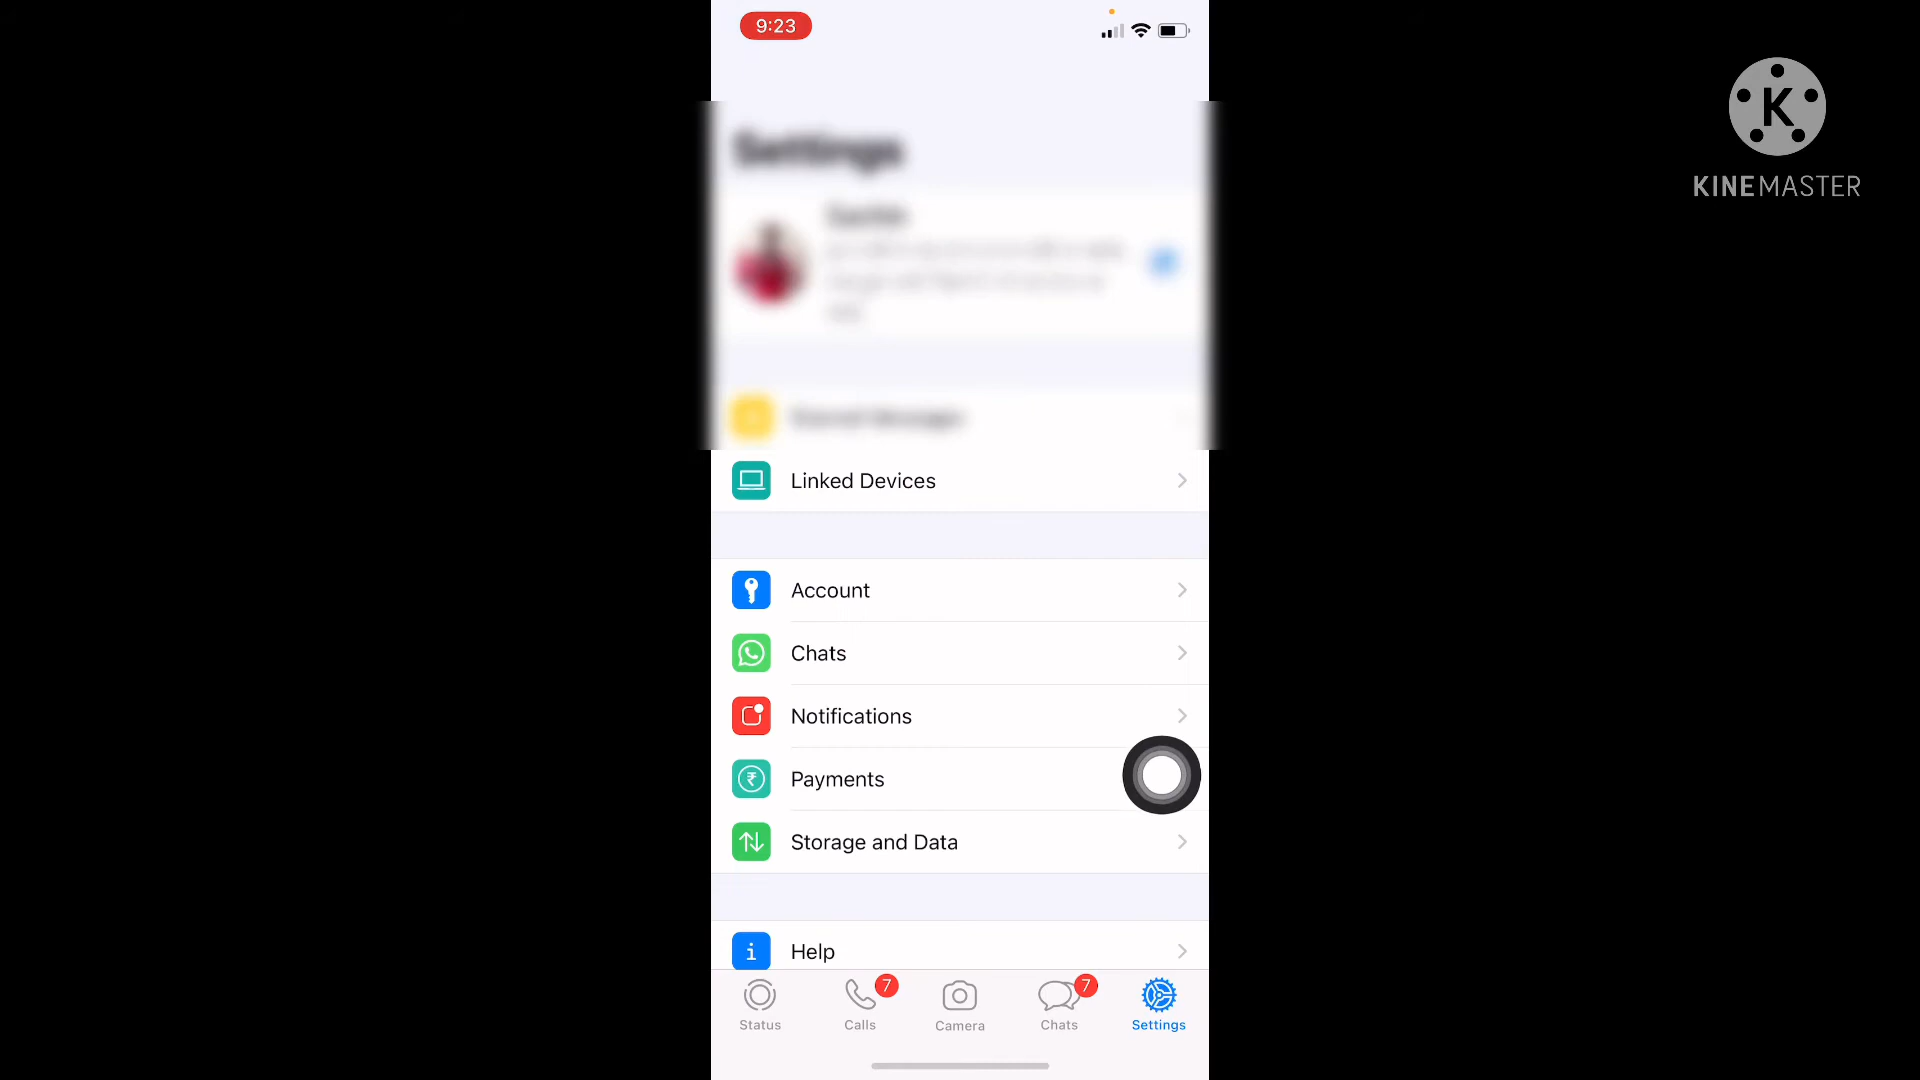 9:23
K
KINEMASTER
Settings
Linked Devices
Account
Chats
Notifications
Payments
Storage and Data
Help
7
7
Status
Calls
Camera
Chats
Settings